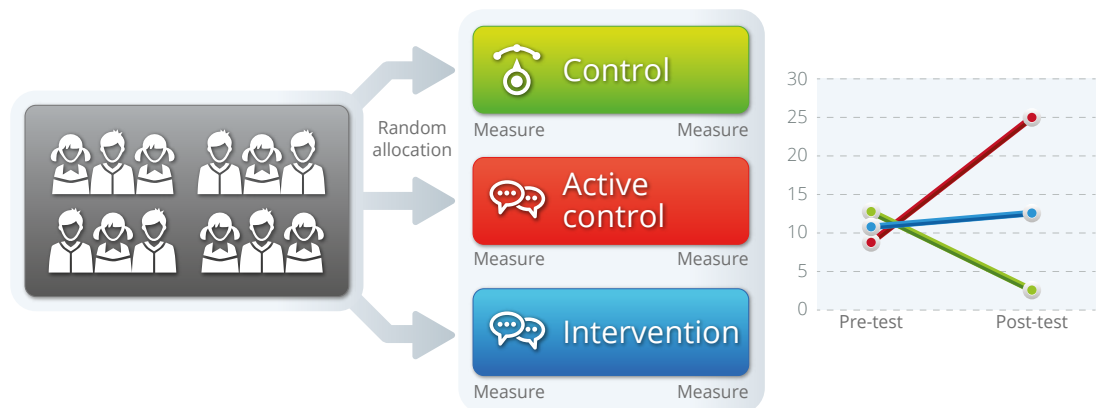 Random
allocation
Control
Measure Measure
Active
control
Measure Measure
Intervention
Measure Measure
30
25
20
15
10
5
0
Pre-test Post-test